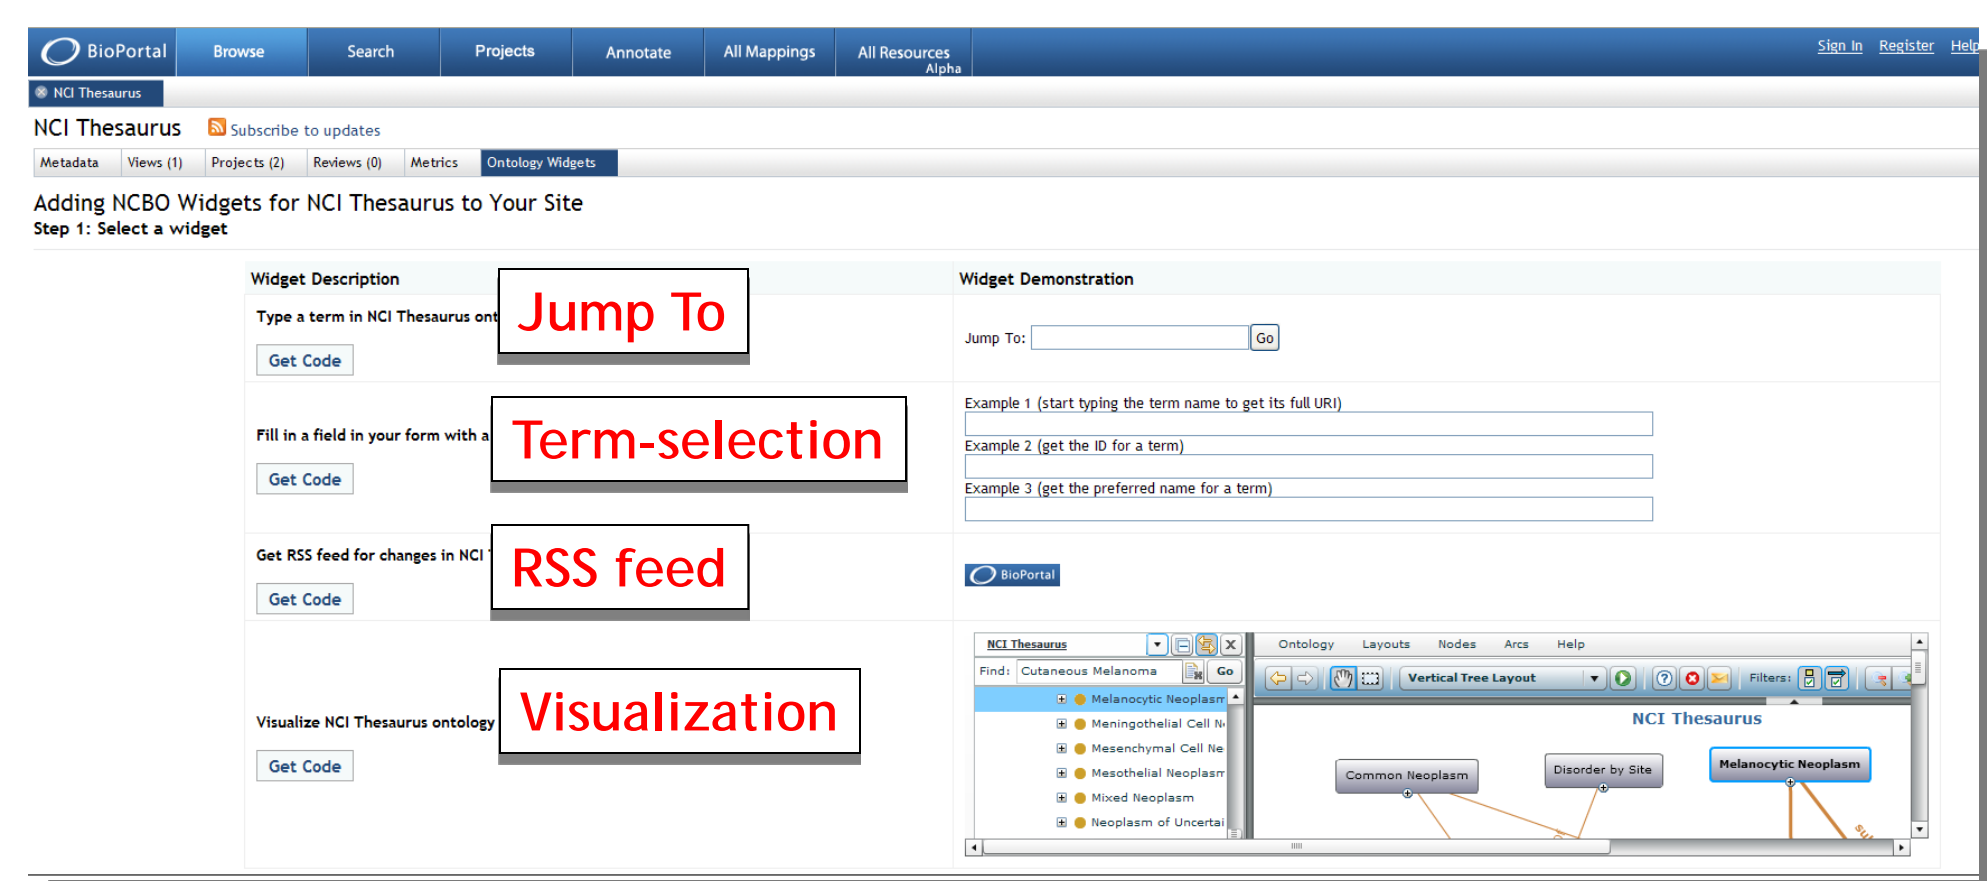 BioPortal Browse Search Projects Annotate All Mappings All Resources Alpha Sign In Register Help
NCI Thesaurus
NCI Thesaurus Subscribe to updates
Metadata Views (1) Projects (2) Reviews (0) Metrics Ontology Widgets
Adding NCBO Widgets for NCI Thesaurus to Your Site
Step 1: Select a widget
Widget Description Widget Demonstration
Type a term in NCI Thesaurus
Jump To
Get Code
Jump To: Go
Fill in a field in your form with a
Term-selection
Get Code
Example 1 (start typing the term name to get its full URI)
Example 2 (get the ID for a term)
Example 3 (get the preferred name for a term)
Get RSS feed for changes in NCI
RSS feed
Get Code
BioPortal
Visualize NCI Thesaurus ontology
Visualization
Get Code
NCI Thesaurus
Find: Cutaneous Melanoma Go
Melanocytic
Meningothelial Cell
Mesenchymal Cell
Mesothelial
Mixed Neoplasm
Neoplasm of
Ontology Layouts Nodes Arcs Help
Vertical Tree Layout Filters:
NCI Thesaurus
Common Neoplasm
Disorder by Site
Melanocytic Neoplasm